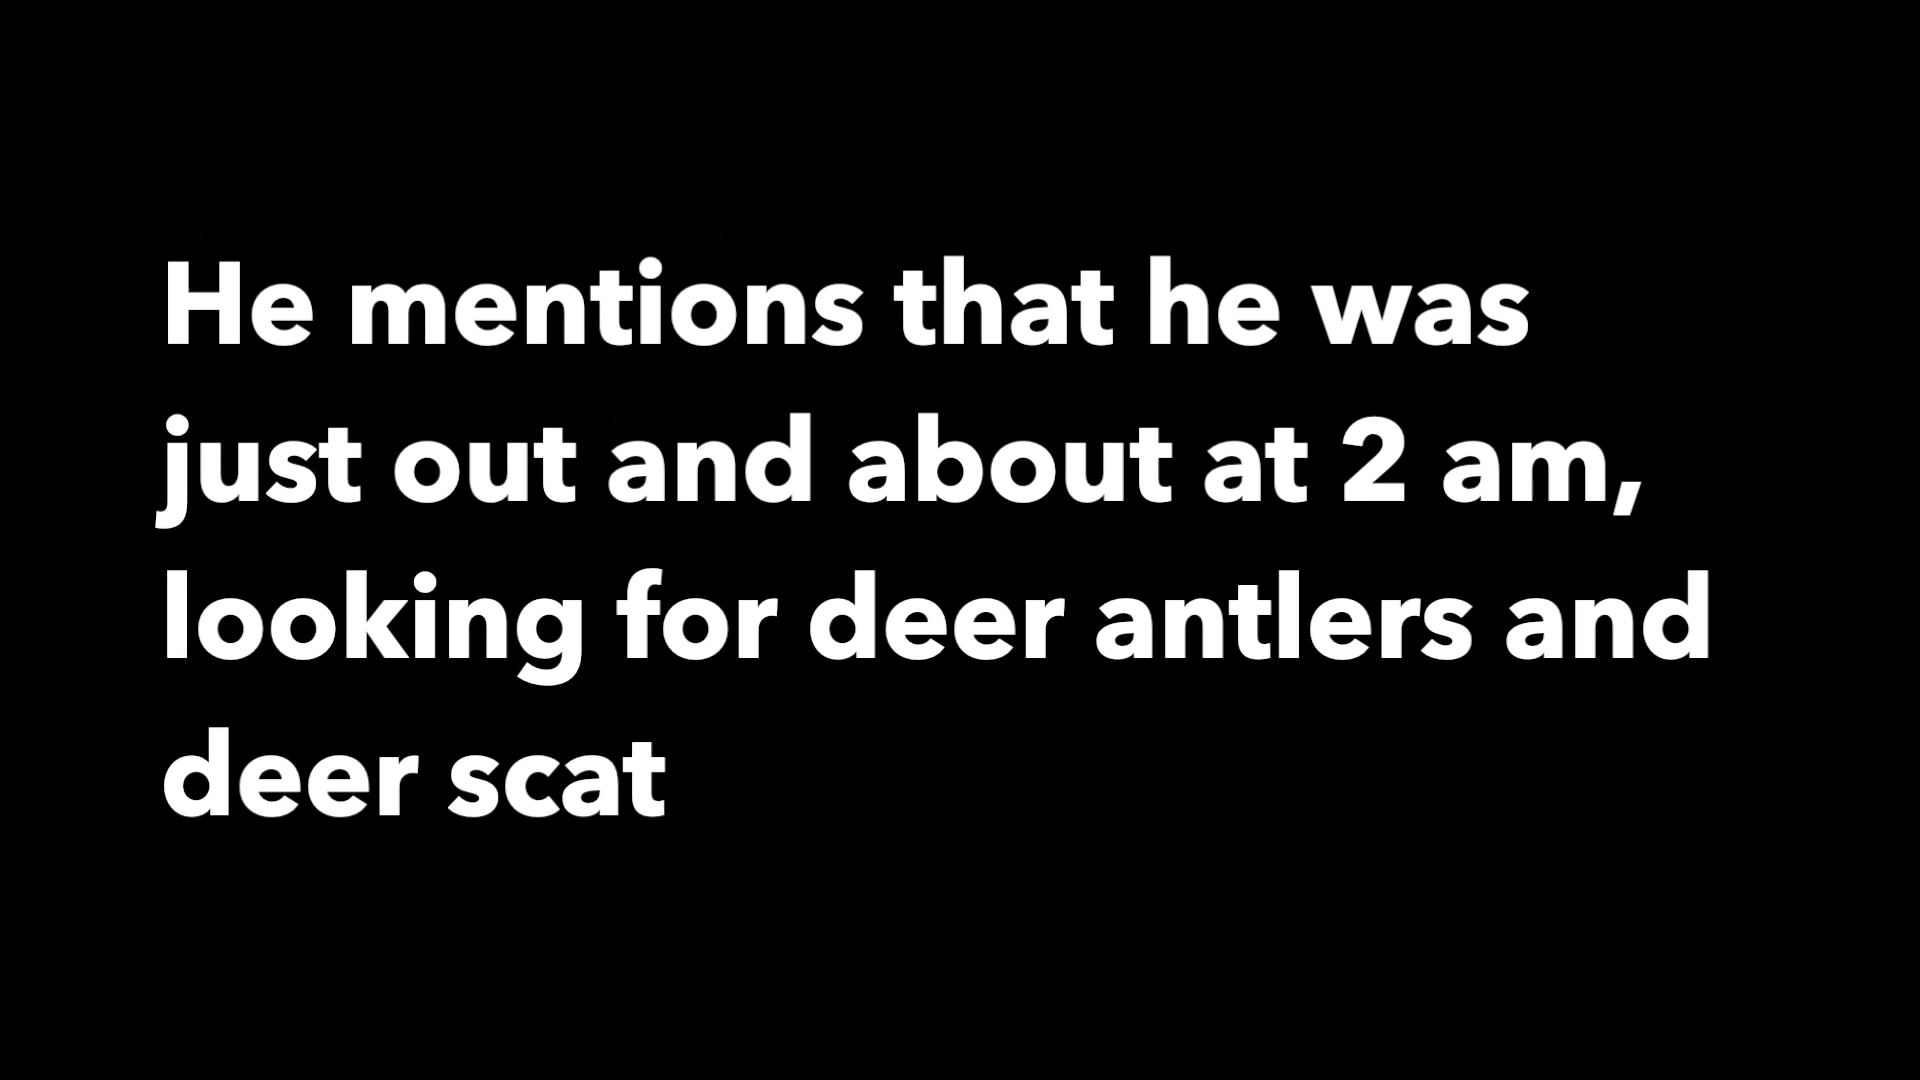 He mentions that he was
just out and about at 2 am,
looking for deer antlers and
deer scat